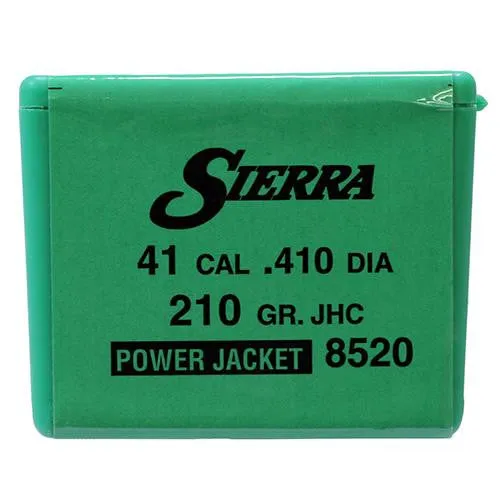 SIERRA
41 CAL .410 DIA
210 GR. JHC
POWER JACKET 8520